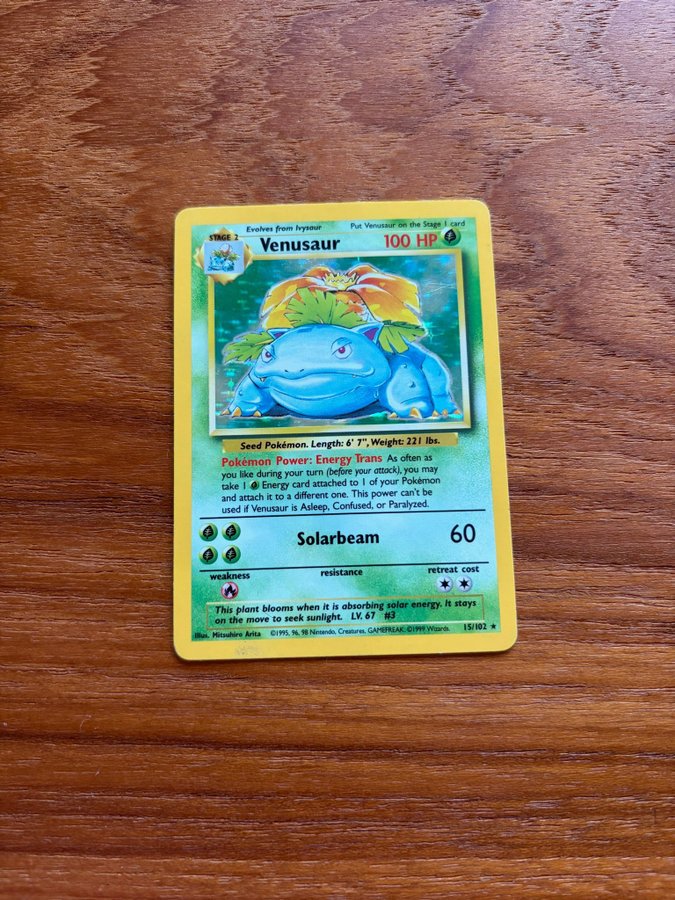 Evolves from Ivysaur Put Venusaur on the Stage 1 card
STAGE 2 Venusaur 100 HP
Seed Pokémon. Length: 6' 7", Weight: 221 lbs.
Pokémon Power: Energy Trans As often as
you like during your turn (before your attack), you may
take 1 Energy card attached to 1 of your Pokémon
and attach it to a different one. This power can't be
used if Venusaur is Asleep, Confused, or Paralyzed.
Solarbeam 60
weakness resistance retreat cost
This plant blooms when it is absorbing solar energy. It stays
on the move to seek sunlight. LV. 67 #3
Illus. Mitsuhiro Arita ©1995, 96, 98 Nintendo, Creatures, GAMEFREAK. ©1999 Wizards. 15/102 ★